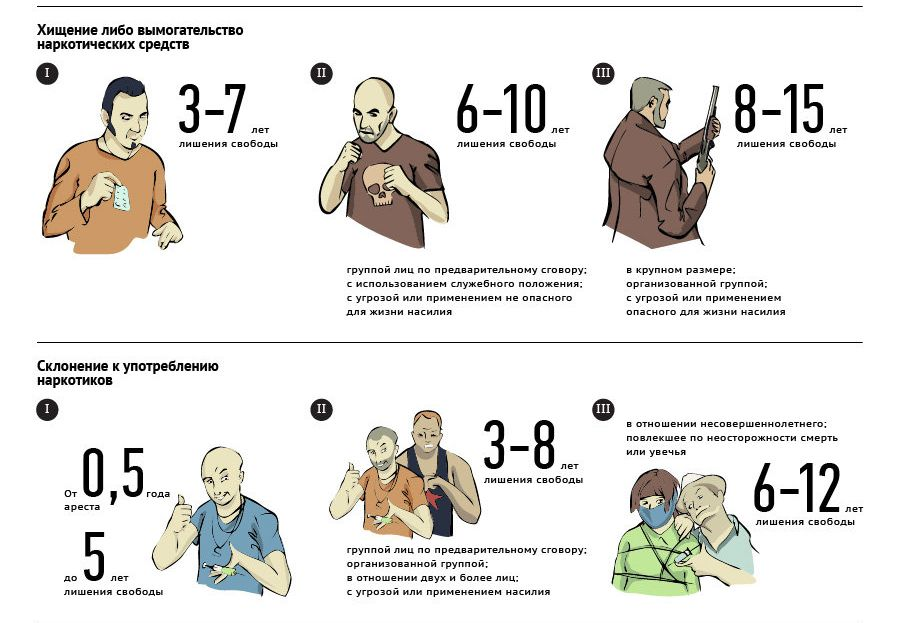 Хищение либо вымогательство
наркотических средств
I
3–7 лет
лишения свободы
II
6–10 лет
лишения свободы
группой лиц по предварительному сговору;
с использованием служебного положения;
с угрозой или применением не опасного
для жизни насилия
III
8–15 лет
лишения свободы
в крупном размере;
организованной группой;
с угрозой или применением
опасного для жизни насилия
Склонение к употреблению
наркотиков
I
От 0,5 года
ареста
до 5 лет
лишения свободы
II
3–8 лет
лишения свободы
группой лиц по предварительному сговору;
организованной группой;
в отношении двух и более лиц;
с угрозой или применением насилия
III
в отношении несовершеннолетнего;
повлекшее по неосторожности смерть
или увечья
6–12 лет
лишения свободы